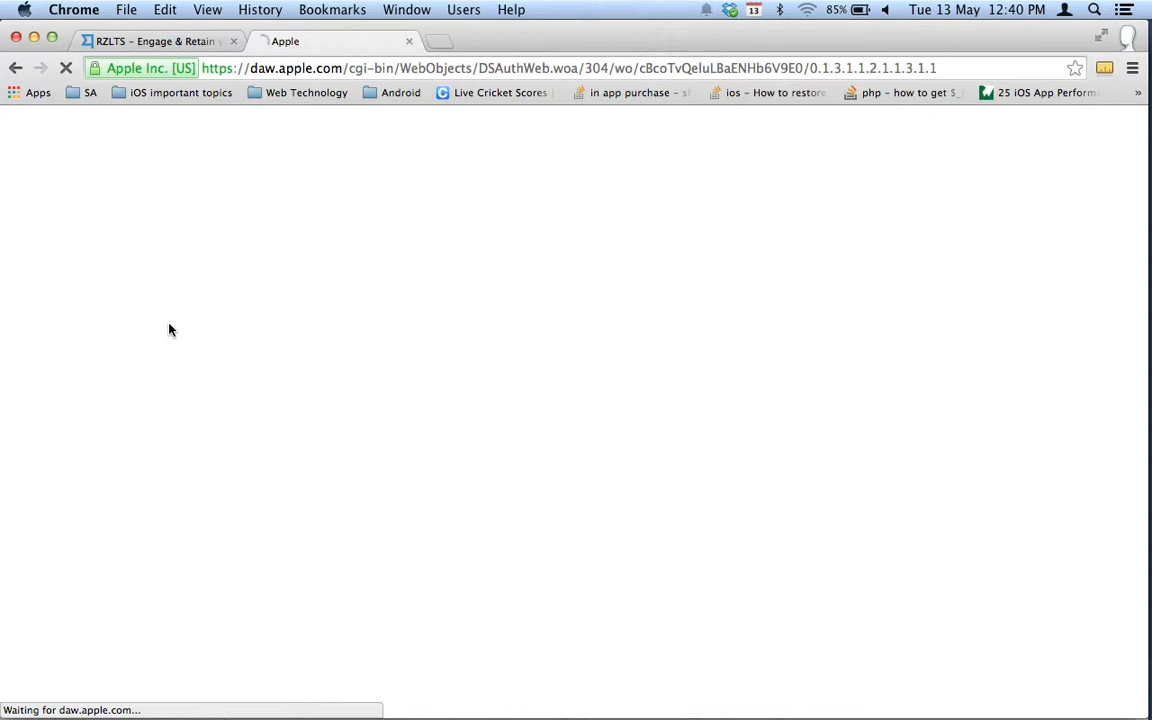 Chrome File Edit View History Bookmarks Window Users Help 13 85% Tue 13 May 12:40 PM
RZLTS - Engage & Retain Apple
Apple Inc. [US] https://daw.apple.com/cgi-bin/WebObjects/DSAuthWeb.woa/304/wo/cBcoTvQeluLBaENHb6V9E0/0.1.3.1.1.2.1.1.3.1.1
Apps SA iOS important topics Web Technology Android Live Cricket Scores in app purchase - ios - How to restore php - how to get $_ 25 iOS App Perform »
Waiting for daw.apple.com...